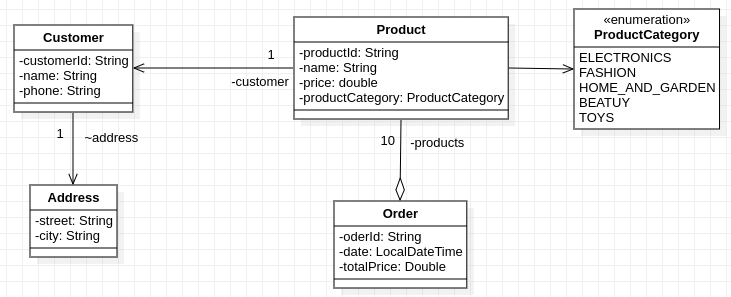 Customer
-customerId: String
-name: String
-phone: String
1
-customer
Product
-productId: String
-name: String
-price: double
-productCategory: ProductCategory
«enumeration»
ProductCategory
ELECTRONICS
FASHION
HOME_AND_GARDEN
BEATUY
TOYS
1
~address
10
-products
Address
-street: String
-city: String
Order
-oderId: String
-date: LocalDateTime
-totalPrice: Double